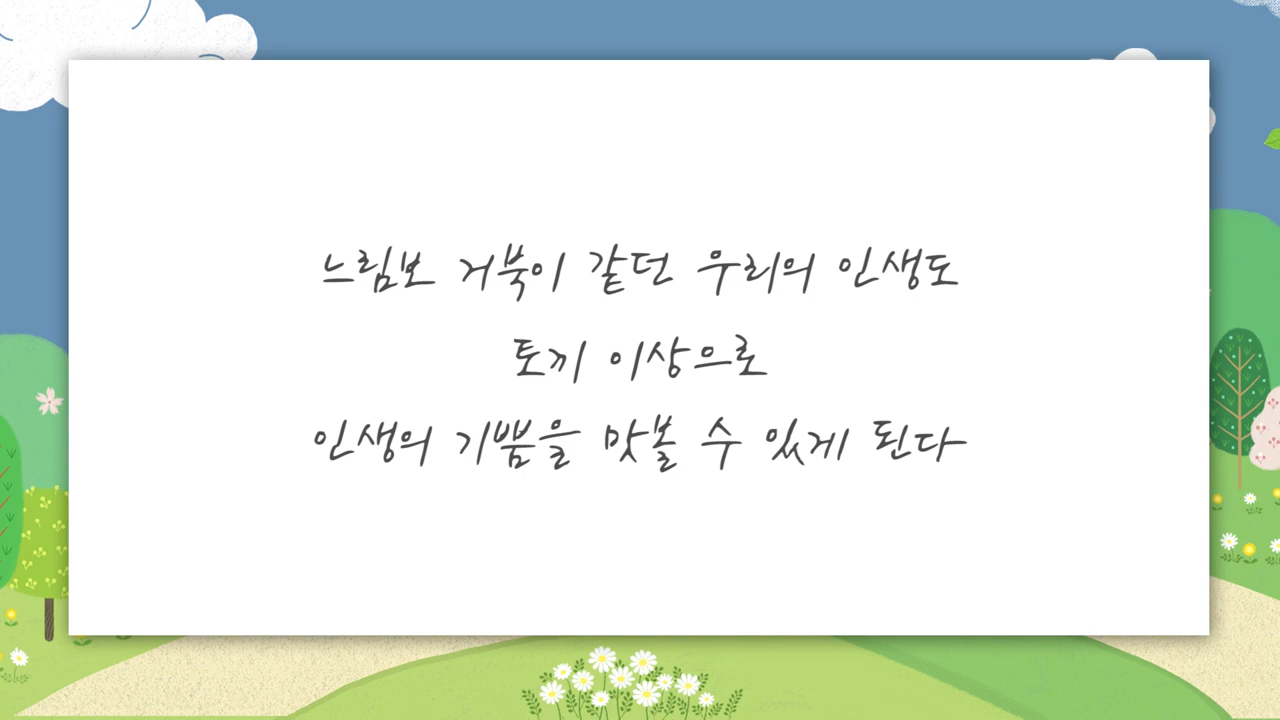 느림보 거북이 같던 우리의 인생도
토끼 이상으로
인생의 기쁨을 맛볼 수 있게 된다